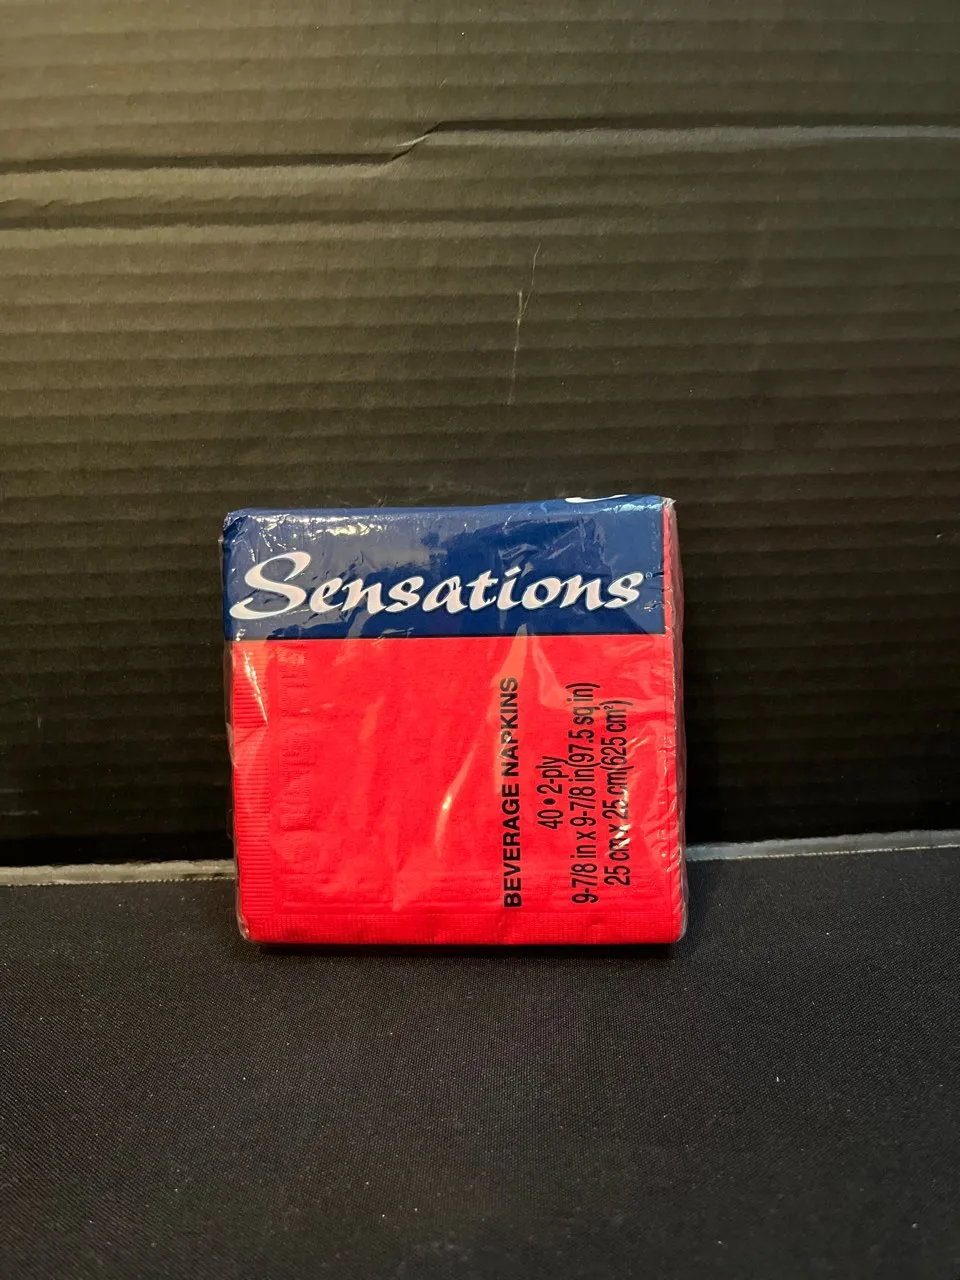 Sensations
BEVERAGE NAPKINS
40 • 2-ply
9-7/8 in x 9-7/8 in(97.5 sq in)
25 cm x 25 cm(625 cm²)